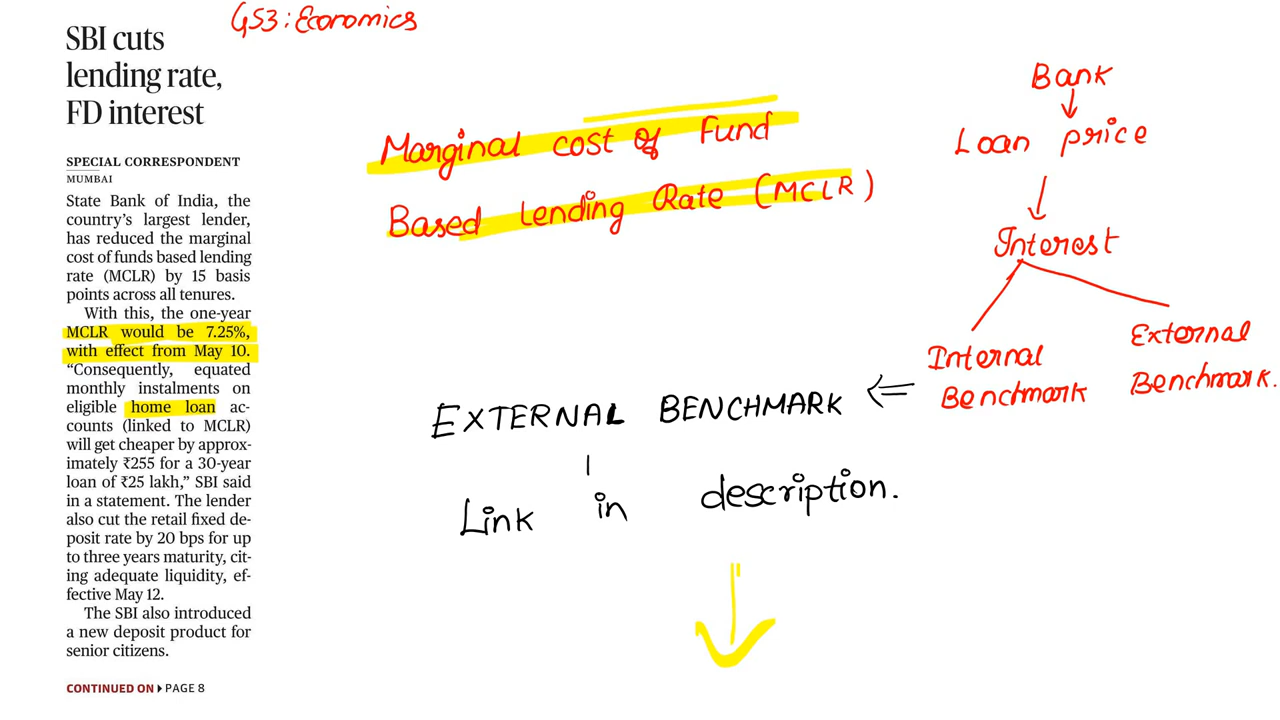 GS3: Economics
SBI cuts
lending rate,
FD interest
SPECIAL CORRESPONDENT
MUMBAI
State Bank of India, the
country's largest lender,
has reduced the marginal
cost of funds based lending
rate (MCLR) by 15 basis
points across all tenures.
With this, the one-year
MCLR would be 7.25%,
with effect from May 10.
"Consequently, equated
monthly instalments on
eligible home loan ac-
counts (linked to MCLR)
will get cheaper by approx-
imately ₹255 for a 30-year
loan of ₹25 lakh," SBI said
in a statement. The lender
also cut the retail fixed de-
posit rate by 20 bps for up
to three years maturity, cit-
ing adequate liquidity, ef-
fective May 12.
The SBI also introduced
a new deposit product for
senior citizens.
CONTINUED ON PAGE 8
Marginal cost of Fund
Based lending Rate (MCLR)
Bank
Loan price
Interest
Internal
Benchmark
External
Benchmark.
EXTERNAL BENCHMARK
Link in description.